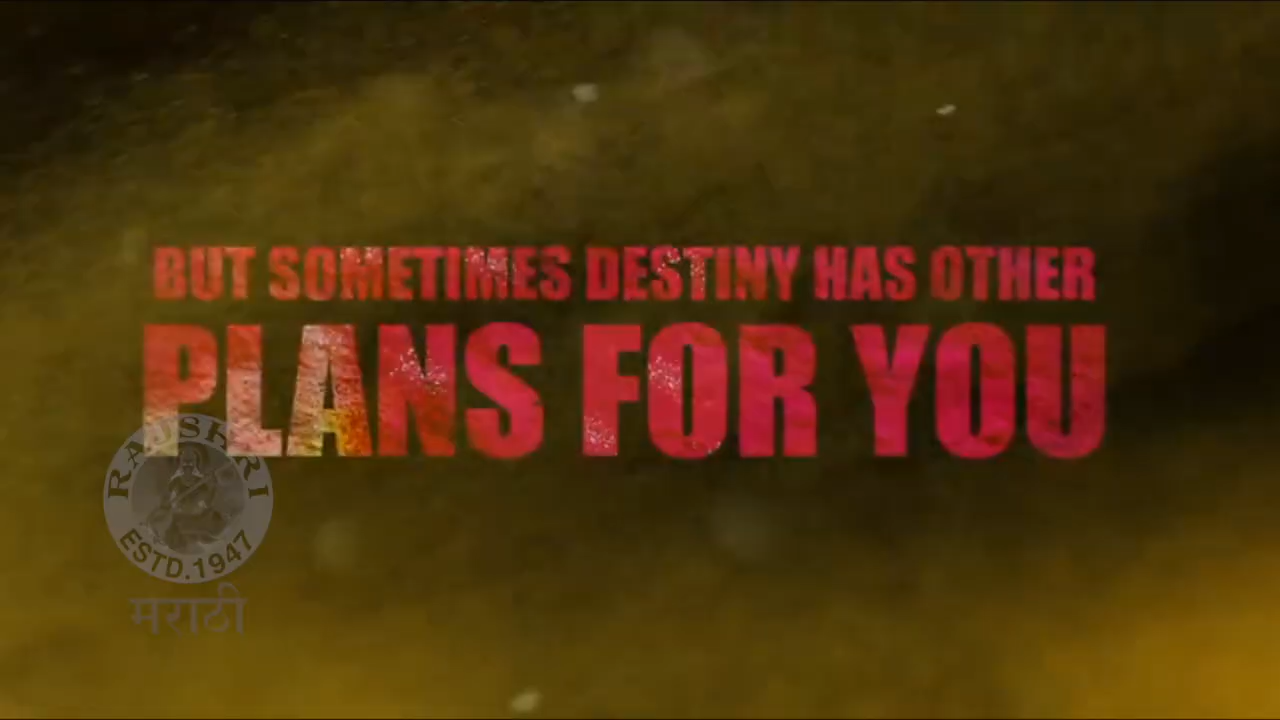 BUT SOMETIMES DESTINY HAS OTHER
PLANS FOR YOU
RAJSHRI
ESTD.1947
मराठी